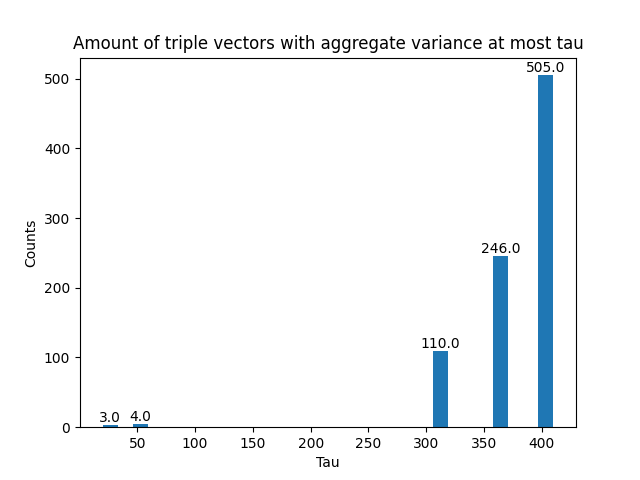 Amount of triple vectors with aggregate variance at most tau
505.0
500
400
300
246.0
200
110.0
100
3.0 4.0
0
50 100 150 200 250 300 350 400
Counts
Tau